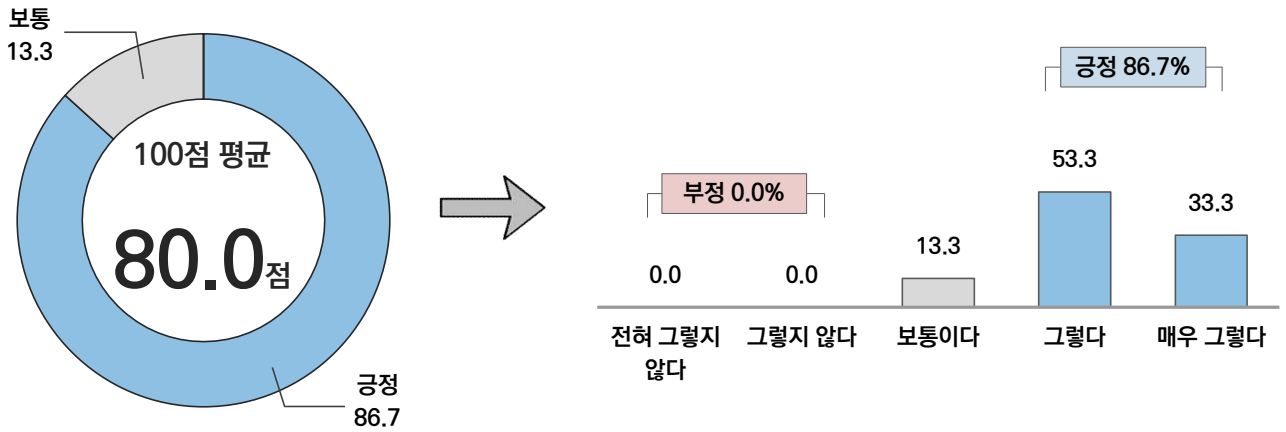 보통
13.3
100점 평균
80.0점
긍정
86.7
긍정 86.7%
부정 0.0%
0.0
0.0
13.3
53.3
33.3
전혀 그렇지
않다
그렇지 않다
보통이다
그렇다
매우 그렇다